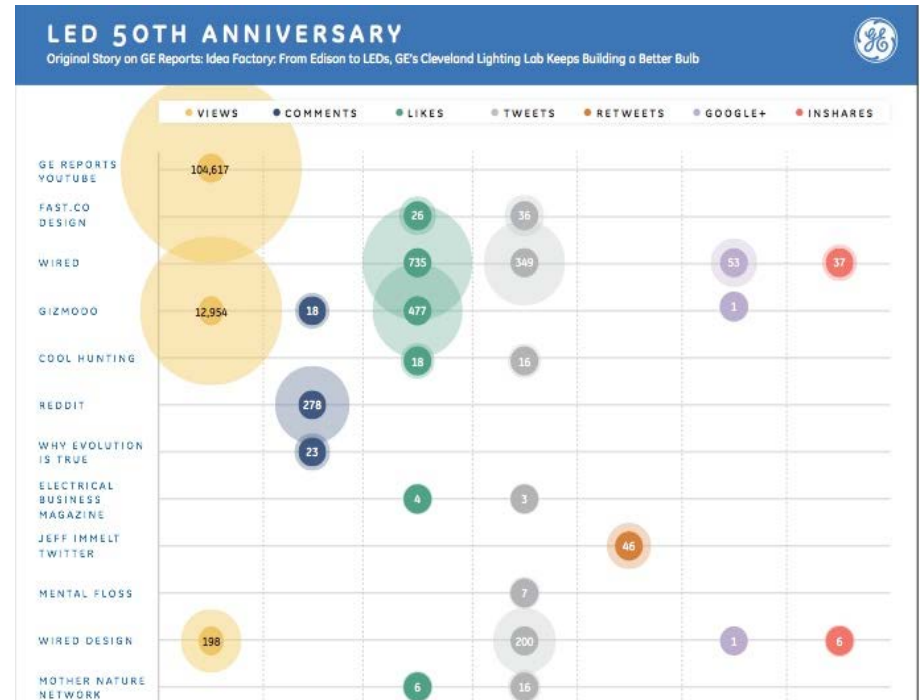 LED 50TH ANNIVERSARY
Original Story on GE Reports: Idea Factory: From Edison to LEDs, GE's Cleveland Lighting Lab Keeps Building a Better Bulb
GE
VIEWS COMMENTS LIKES TWEETS RETWEETS GOOGLE+ INSHARES
GE REPORTS
YOUTUBE
104,617
FAST.CO
DESIGN
26 36
WIRED 735 349 53 37
GIZMODO 12,954 18 477 1
COOL HUNTING 18 16
REDDIT 278
WHY EVOLUTION
IS TRUE
23
ELECTRICAL
BUSINESS
MAGAZINE
4 3
JEFF IMMELT
TWITTER
46
MENTAL FLOSS 7
WIRED DESIGN 198 200 1 6
MOTHER NATURE
NETWORK
6 16